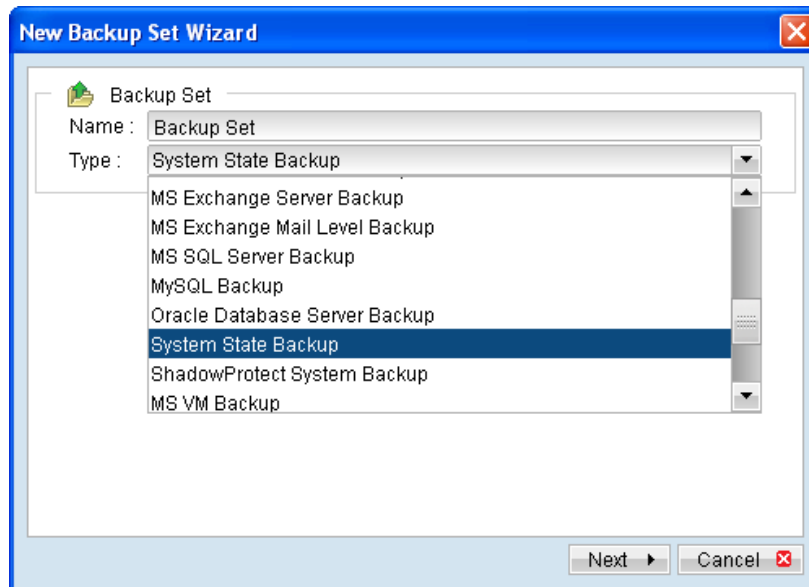 New Backup Set Wizard
Backup Set
Name : Backup Set
Type : System State Backup
MS Exchange Server Backup
MS Exchange Mail Level Backup
MS SQL Server Backup
MySQL Backup
Oracle Database Server Backup
System State Backup
ShadowProtect System Backup
MS VM Backup
Next
Cancel